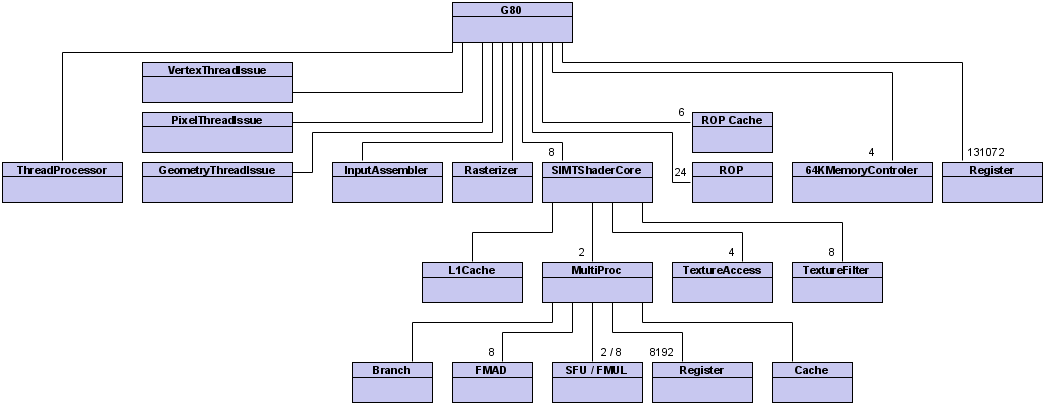 G80
VertexThreadIssue
PixelThreadIssue
6
ROP Cache
8
24
4
131072
ThreadProcessor
GeometryThreadIssue
InputAssembler
Rasterizer
SIMTShaderCore
ROP
64KMemoryControler
Register
2
4
8
L1Cache
MultiProc
TextureAccess
TextureFilter
8
2 / 8
8192
Branch
FMAD
SFU / FMUL
Register
Cache